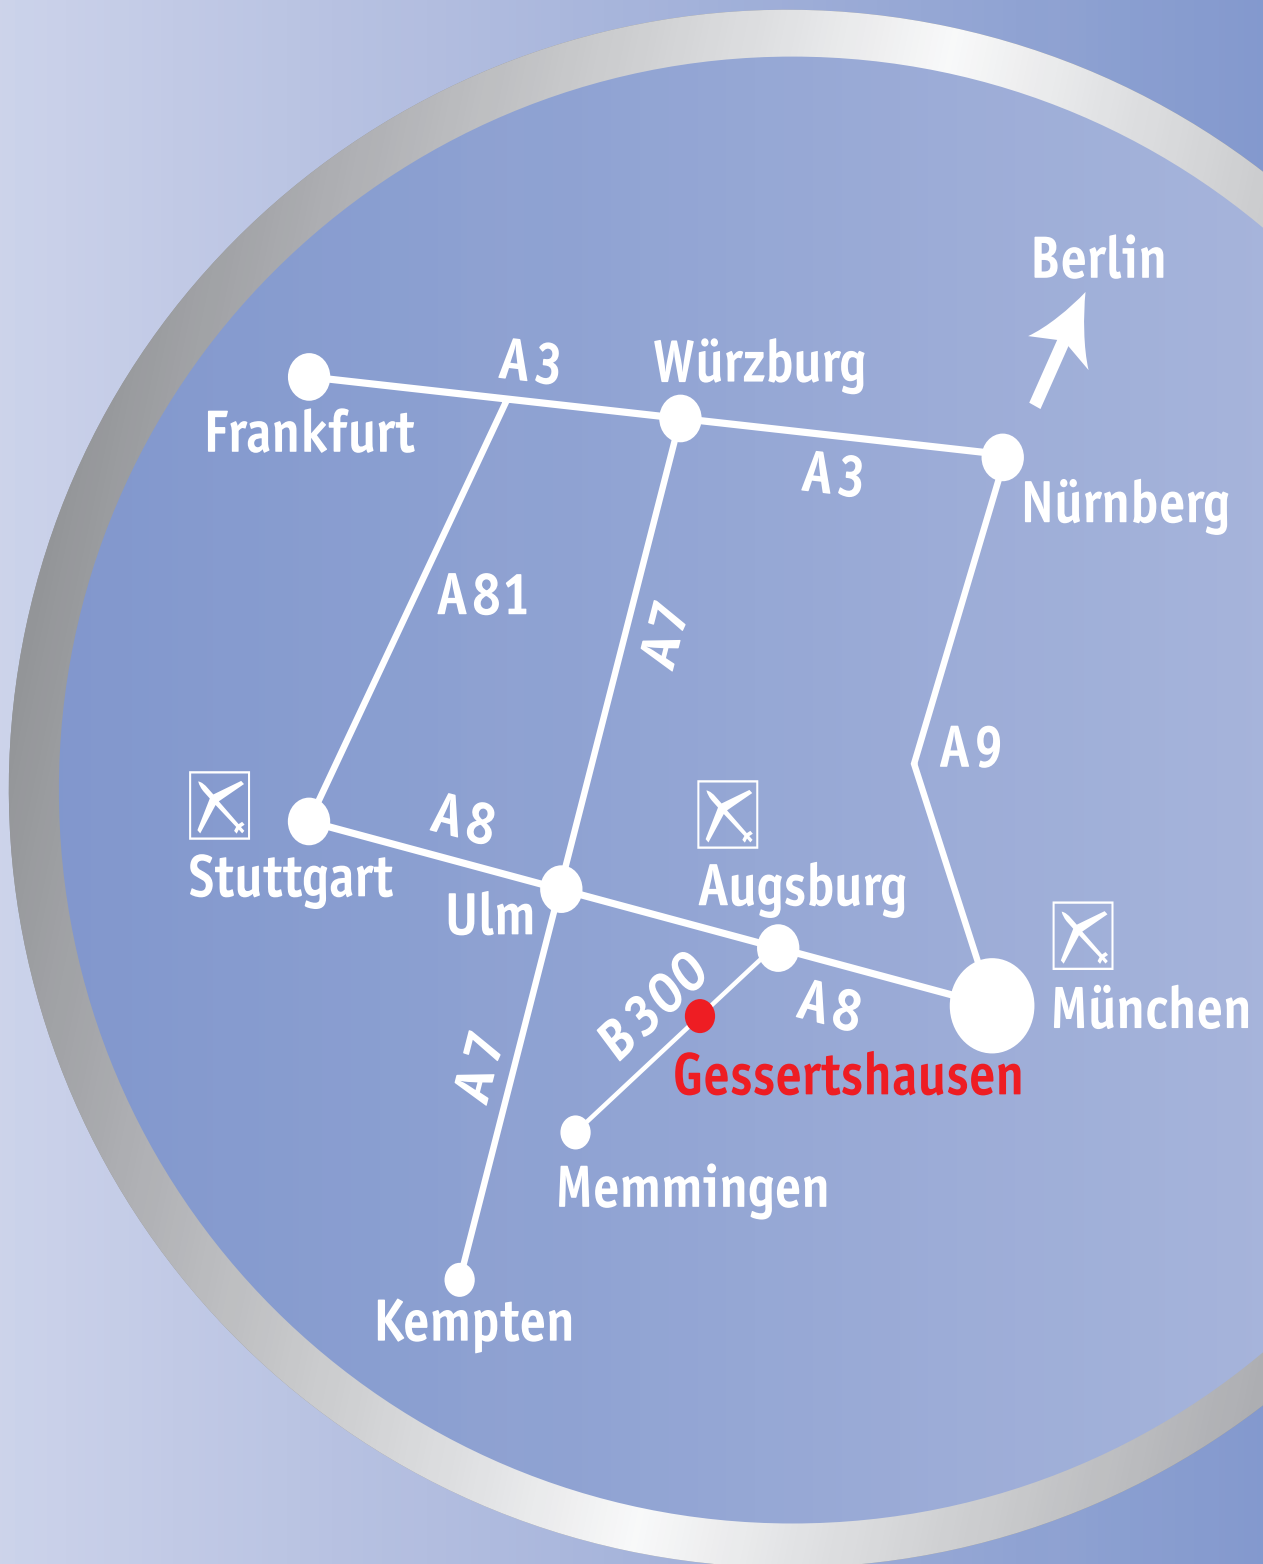 Berlin
A3
Würzburg
Frankfurt
A3
Nürnberg
A81
A7
A9
A8
Stuttgart
Augsburg
Ulm
B300
A8
München
A7
Gessertshausen
Memmingen
Kempten